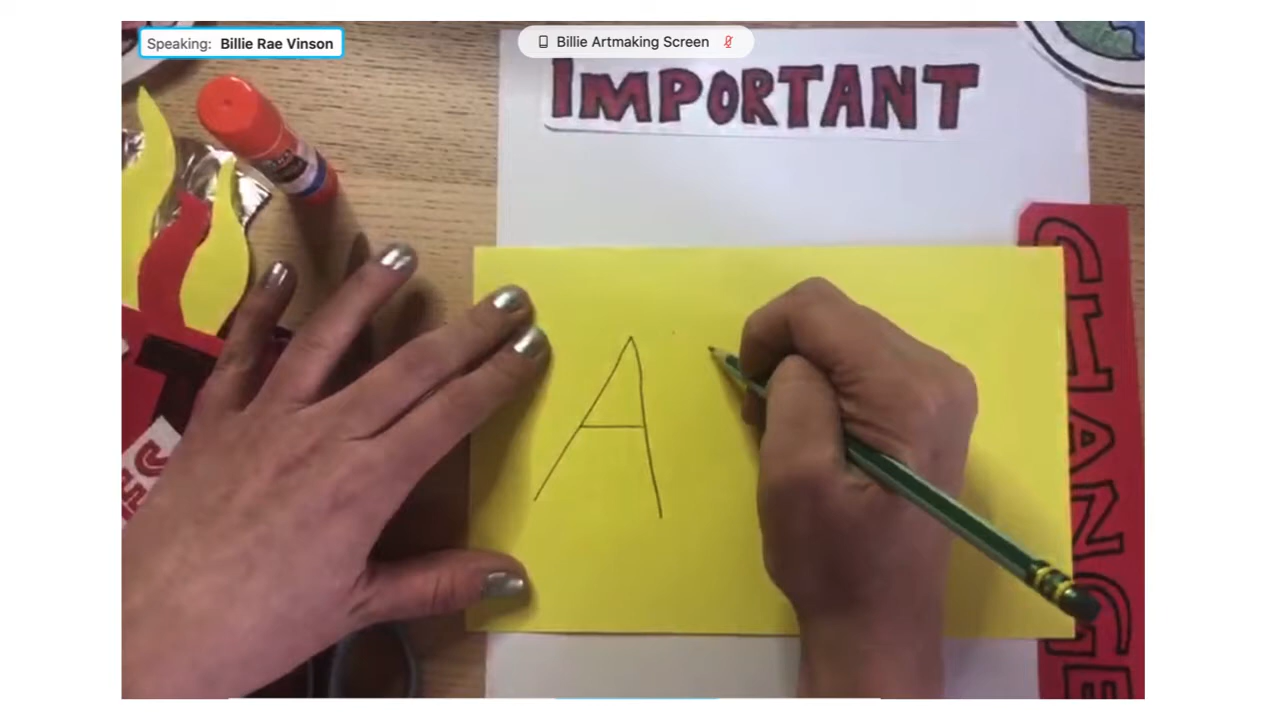 Speaking: Billie Rae Vinson
Billie Artmaking Screen
IMPORTANT
A
CHANGE